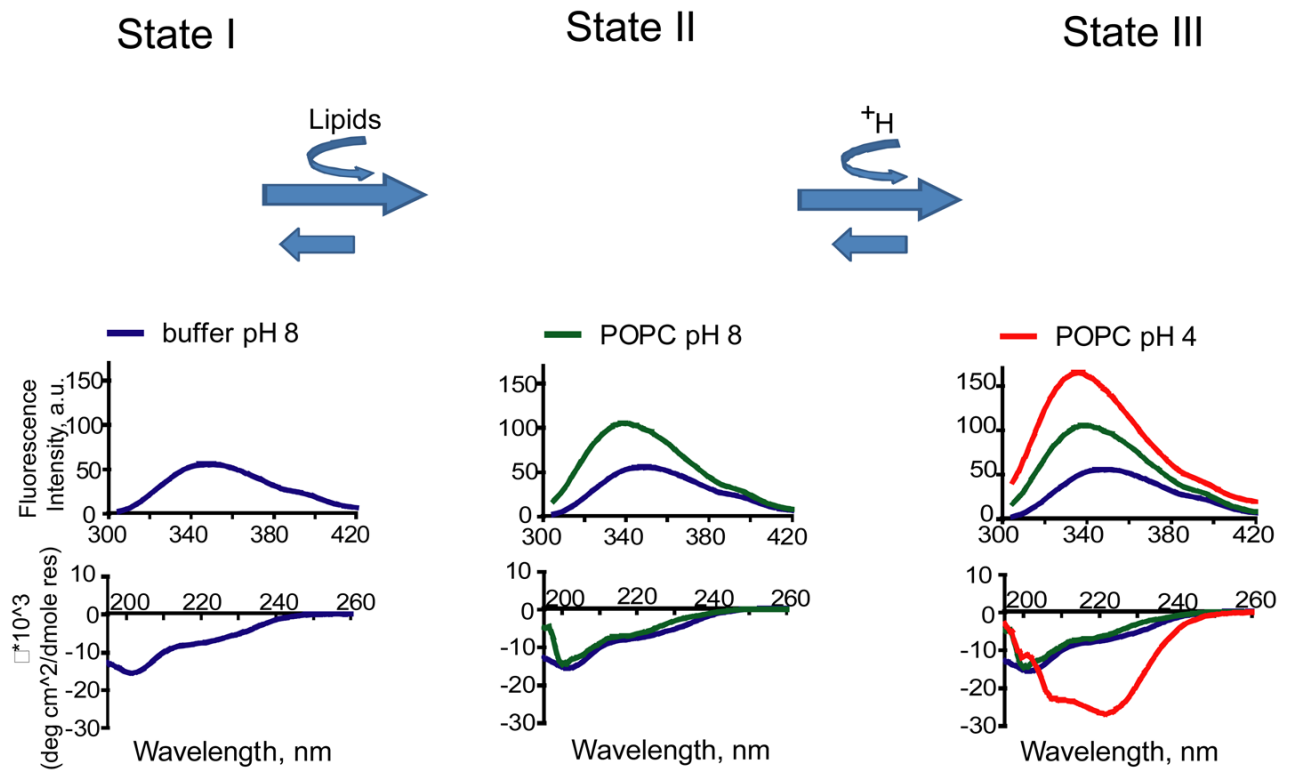 State I
State II
State III
Lipids
+H
buffer pH 8
POPC pH 8
POPC pH 4
Fluorescence
Intensity, a.u.
150
100
50
0
300 340 380 420
150
100
50
0
300 340 380 420
150
100
50
0
300 340 380 420
□*10^3
(deg cm^2/dmole res)
10
0
-10
-20
-30
200 220 240 260
10
0
-10
-20
-30
200 220 240 260
10
0
-10
-20
-30
200 220 240 260
Wavelength, nm
Wavelength, nm
Wavelength, nm